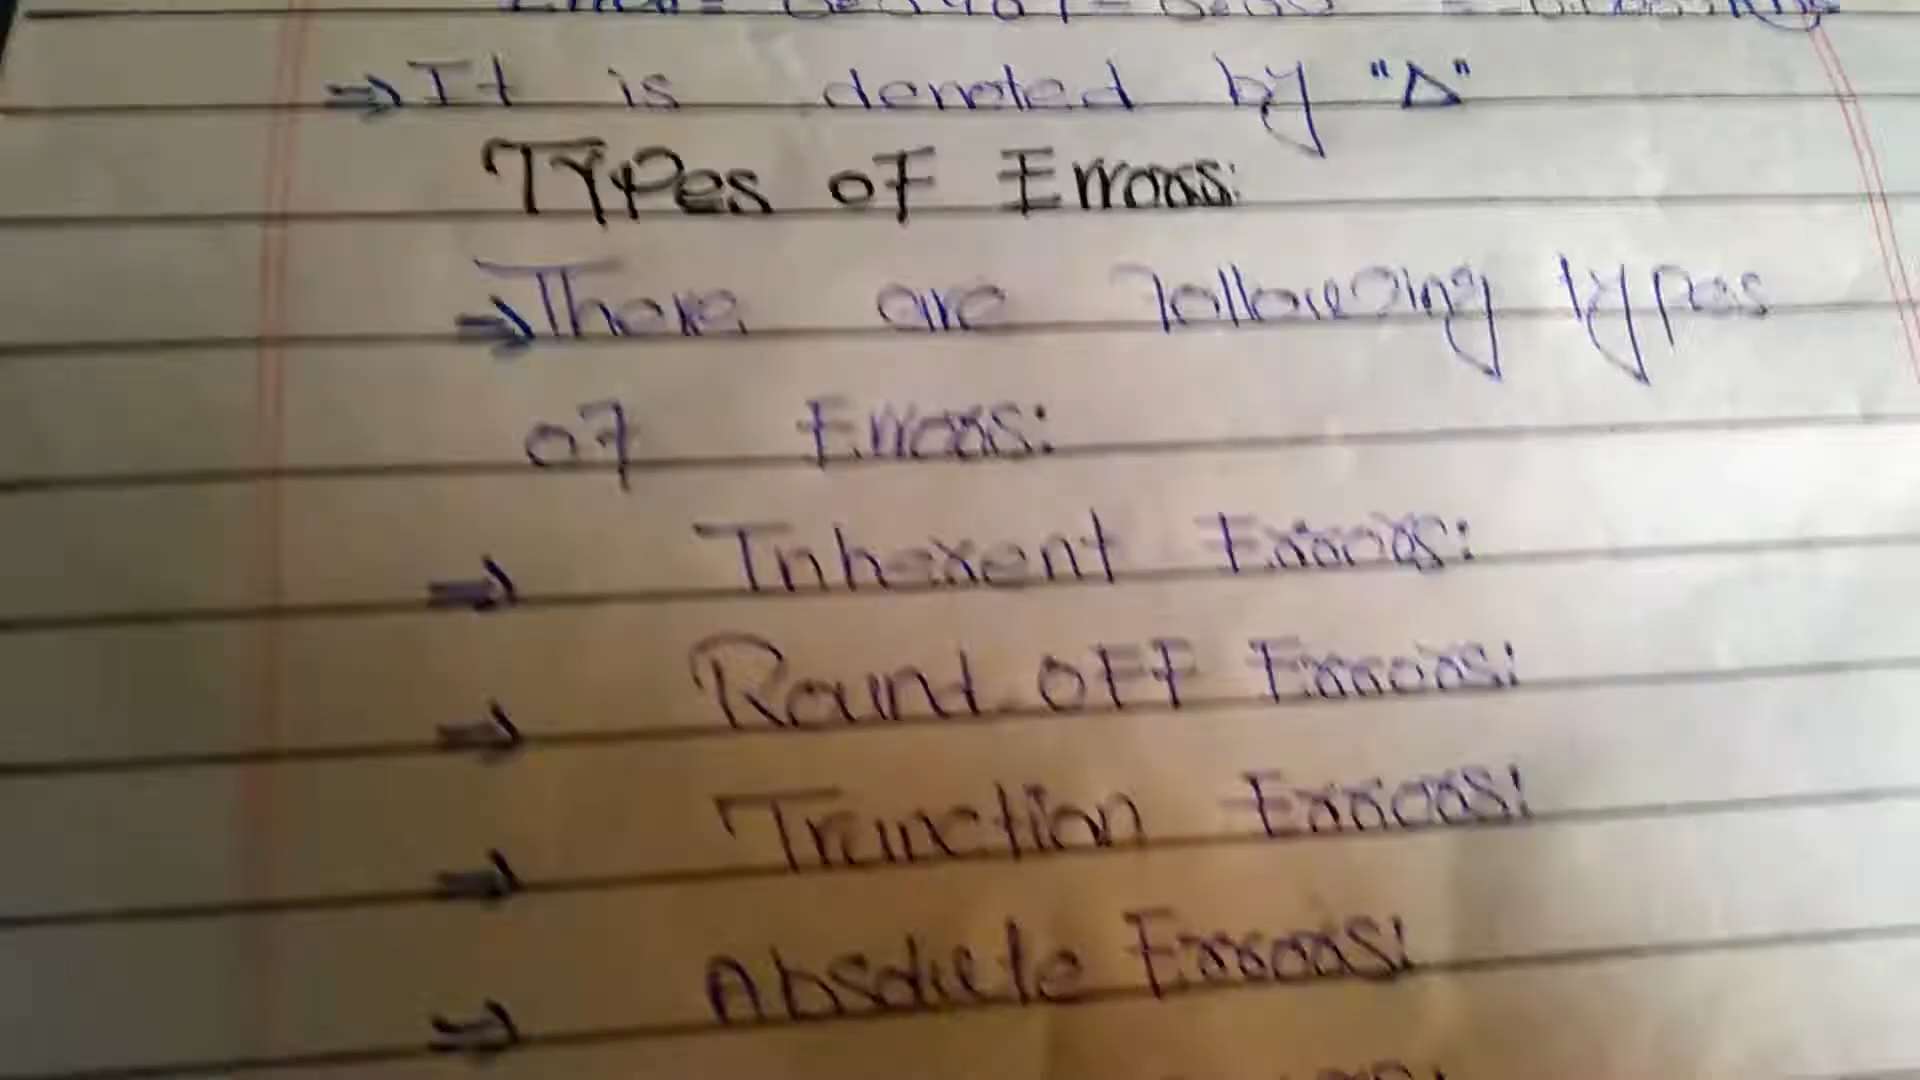 ⇒ It is denoted by "Δ"
Types of Errors:
⇒ There are following types
of Errors:
⇒ Inherent Errors:
⇒ Round off Errors:
⇒ Trunction Errors:
⇒ Absolute Errors: